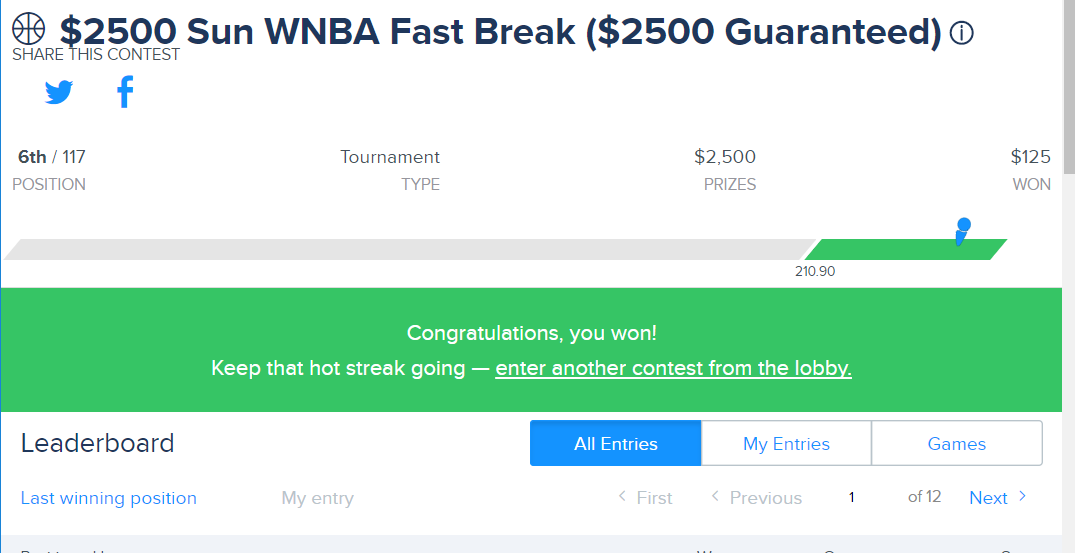 $2500 Sun WNBA Fast Break ($2500 Guaranteed)
SHARE THIS CONTEST
6th / 117 Tournament $2,500 $125
POSITION TYPE PRIZES WON
210.90
Congratulations, you won!
Keep that hot streak going — enter another contest from the lobby.
Leaderboard All Entries My Entries Games
Last winning position My entry First Previous 1 of 12 Next